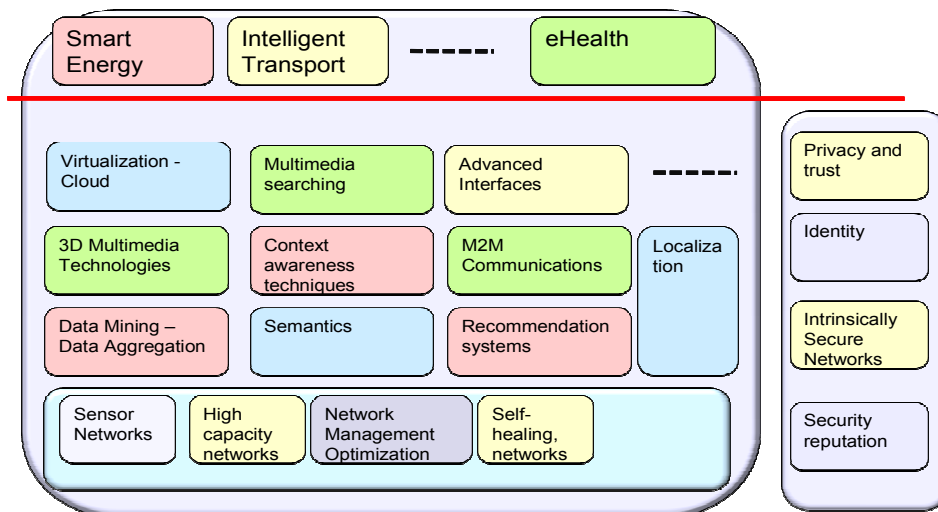 Smart
Energy
Intelligent
Transport
eHealth
Virtualization -
Cloud
Multimedia
searching
Advanced
Interfaces
3D Multimedia
Technologies
Context
awareness
techniques
M2M
Communications
Localiza
tion
Data Mining –
Data Aggregation
Semantics
Recommendation
systems
Sensor
Networks
High
capacity
networks
Network
Management
Optimization
Self-
healing,
networks
Privacy and
trust
Identity
Intrinsically
Secure
Networks
Security
reputation